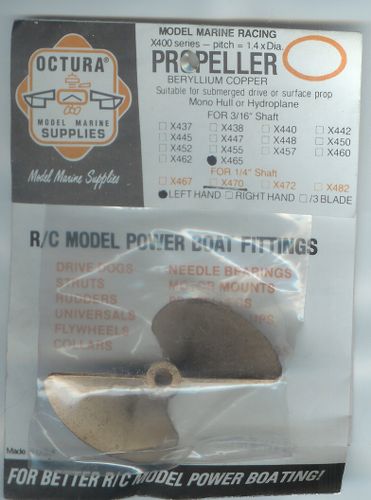 MODEL MARINE RACING
X400 series — pitch = 1.4 x Dia.
PROPELLER
BERYLLIUM COPPER
Suitable for submerged drive or surface prop
Mono Hull or Hydroplane
FOR 3/16" Shaft
□ X437 □ X438 □ X440 □ X442
□ X445 □ X447 □ X448 □ X450
□ X452 □ X455 □ X457 □ X460
□ X462 ● X465
FOR 1/4" Shaft
□ X467 □ X470 □ X472 □ X482
● LEFT HAND □ RIGHT HAND □ /3 BLADE
OCTURA®
MODEL MARINE
SUPPLIES
Model Marine Supplies
R/C MODEL POWER BOAT FITTINGS
DRIVE DOGS
STRUTS
RUDDERS
UNIVERSALS
FLYWHEELS
COLLARS
NEEDLE BEARINGS
MOTOR MOUNTS
Made
FOR BETTER R/C MODEL POWER BOATING!